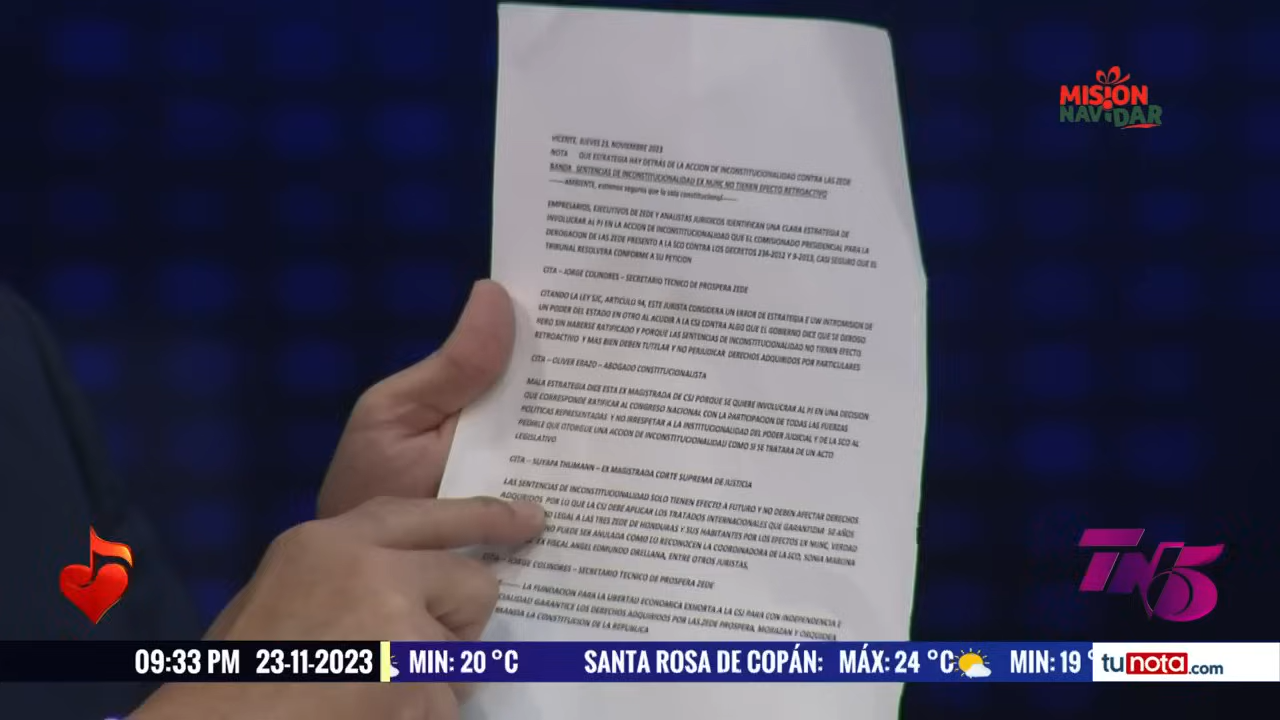 MISIÓN
NAVIDAR
VICENTE, JUEVES 23, NOVIEMBRE 2023
NOTA QUE ESTRATEGIA HAY DETRÁS DE LA ACCION DE INCONSTITUCIONALIDAD CONTRA LAS ZEDE
BANDA SENTENCIAS DE INCONSTITUCIONALIDAD EX NUNC NO TIENEN EFECTO RETROACTIVO
------AMBIENTE, estamos seguros que la sala constitucional------
EMPRESARIOS, EJECUTIVOS DE ZEDE Y ANALISTAS JURIDICOS IDENTIFICAN UNA CLARA ESTRATEGIA DE
INVOLUCRAR AL PJ EN LA ACCION DE INCONSTITUCIONALIDAD QUE EL COMISIONADO PRESIDENCIAL PARA LA
DEROGACION DE LAS ZEDE PRESENTO A LA SCO CONTRA LOS DECRETOS 236-2012 Y 9-2013, CASI SEGURO QUE EL
TRIBUNAL RESOLVERA CONFORME A SU PETICION
CITA – JORGE COLINDRES – SECRETARIO TECNICO DE PROSPERA ZEDE
CITANDO LA LEY SJC, ARTICULO 94, ESTE JURISTA CONSIDERA UN ERROR DE ESTRATEGIA E UW INTROMISION DE
UN PODER DEL ESTADO EN OTRO AL ACUDIR A LA CSJ CONTRA ALGO QUE EL GOBIERNO DICE QUE SE DEROGO
PERO SIN HABERSE RATIFICADO Y PORQUE LAS SENTENCIAS DE INCONSTITUCIONALIDAD NO TIENEN EFECTO
RETROACTIVO Y MAS BIEN DEBEN TUTELAR Y NO PERJUDICAR DERECHOS ADQUIRIDOS POR PARTICULARES
CITA – OLIVER ERAZO – ABOGADO CONSTITUCIONALISTA
MALA ESTRATEGIA DICE ESTA EX MAGISTRADA DE CSJ PORQUE SE QUIERE INVOLUCRAR AL PJ EN UNA DECISION
QUE CORRESPONDE RATIFICAR AL CONGRESO NACIONAL CON LA PARTICIPACION DE TODAS LAS FUERZAS
POLÍTICAS REPRESENTADAS Y NO IRRESPETAR A LA INSTITUCIONALIDAD DEL PODER JUDICIAL Y DE LA SCO AL
PEDIRLE QUE OTORGUE UNA ACCION DE INCONSTITUCIONALIDAD COMO SI SE TRATARA DE UN ACTO
LEGISLATIVO
CITA – SUYAPA THUMANN – EX MAGISTRADA CORTE SUPREMA DE JUSTICIA
LAS SENTENCIAS DE INCONSTITUCIONALIDAD SOLO TIENEN EFECTO A FUTURO Y NO DEBEN AFECTAR DERECHOS
ADQUIRIDOS POR LO QUE LA CSJ DEBE APLICAR LOS TRATADOS INTERNACIONALES QUE GARANTIZAN 50 AÑOS
LEGAL A LAS TRES ZEDE DE HONDURAS Y SUS HABITANTES POR LOS EFECTOS EX NUNC, VERDAD
NO PUEDE SER ANULADA COMO LO RECONOCEN LA COORDINADORA DE LA SCO, SONIA MARLINA
EX FISCAL ANGEL EDMUNDO ORELLANA, ENTRE OTROS JURISTAS,
CITA – JORGE COLINDRES – SECRETARIO TECNICO DE PROSPERA ZEDE
------ LA FUNDACION PARA LA LIBERTAD ECONOMICA EXHORTA A LA CSJ PARA CON INDEPENDENCIA E
CIALIDAD GARANTICE LOS DERECHOS ADQUIRIDOS POR LAS ZEDE PROSPERA, MORAZAN Y ORQUIDEA
MANDA LA CONSTITUCION DE LA REPUBLICA
TN5
09:33 PM 23-11-2023 MIN: 20 °C SANTA ROSA DE COPÁN: MÁX: 24 °C MIN: 19 °
tunota.com